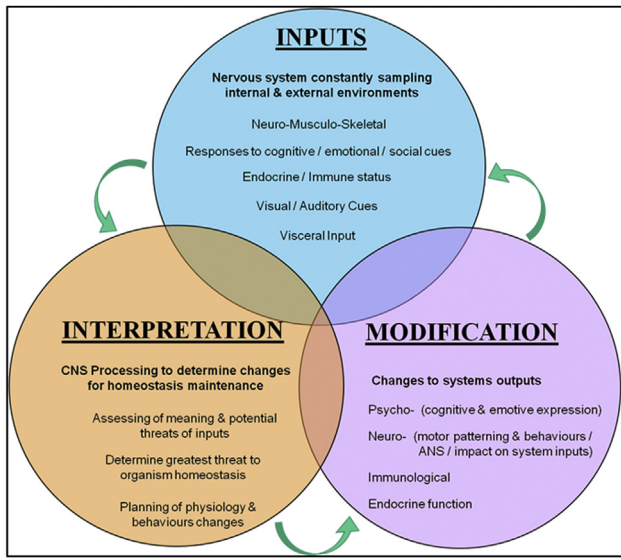 INPUTS
Nervous system constantly sampling
internal & external environments
Neuro-Musculo-Skeletal
Responses to cognitive / emotional / social cues
Endocrine / Immune status
Visual / Auditory Cues
Visceral Input
INTERPRETATION
CNS Processing to determine changes
for homeostasis maintenance
Assessing of meaning & potential
threats of inputs
Determine greatest threat to
organism homeostasis
Planning of physiology &
behaviours changes
MODIFICATION
Changes to systems outputs
Psycho- (cognitive & emotive expression)
Neuro- (motor patterning & behaviours /
ANS / impact on system inputs)
Immunological
Endocrine function